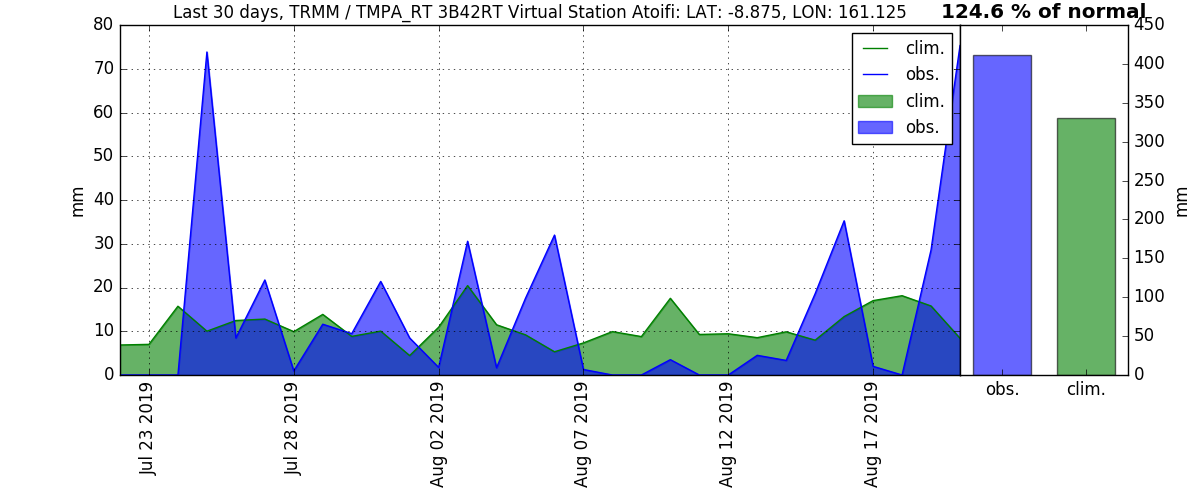 Last 30 days, TRMM / TMPA_RT 3B42RT Virtual Station Atoifi: LAT: -8.875, LON: 161.125
124.6 % of normal
80
70
60
50
40
30
20
10
0
mm
clim.
obs.
clim.
obs.
450
400
350
300
250
200
150
100
50
0
mm
Jul 23 2019
Jul 28 2019
Aug 02 2019
Aug 07 2019
Aug 12 2019
Aug 17 2019
obs.
clim.